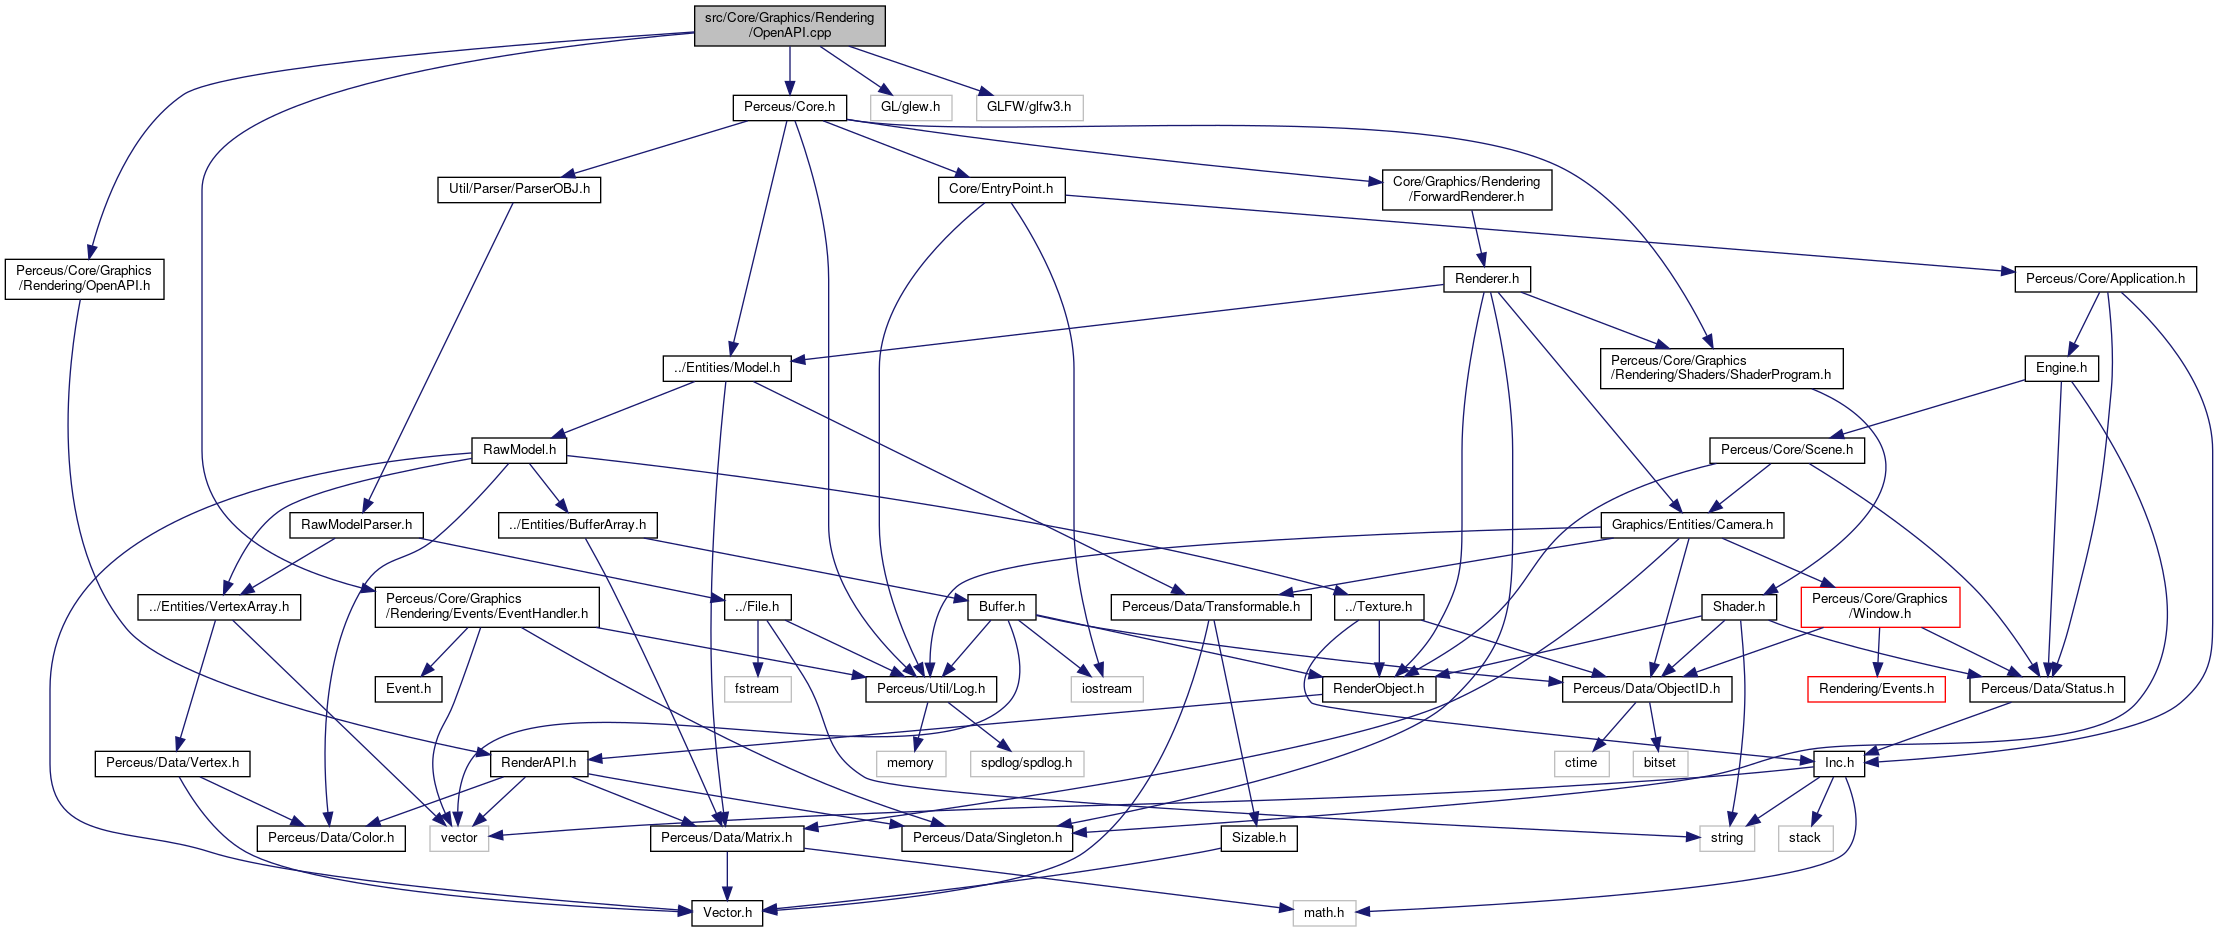 src/Core/Graphics/Rendering
/OpenAPI.cpp
Perceus/Core.h
GL/glew.h
GLFW/glfw3.h
Util/Parser/ParserOBJ.h
Core/EntryPoint.h
Core/Graphics/Rendering
/ForwardRenderer.h
Perceus/Core/Graphics
/Rendering/OpenAPI.h
Renderer.h
Perceus/Core/Application.h
../Entities/Model.h
Perceus/Core/Graphics
/Rendering/Shaders/ShaderProgram.h
Engine.h
RawModel.h
Perceus/Core/Scene.h
RawModelParser.h
../Entities/BufferArray.h
Graphics/Entities/Camera.h
../Entities/VertexArray.h
Perceus/Core/Graphics
/Rendering/Events/EventHandler.h
../File.h
Buffer.h
Perceus/Data/Transformable.h
../Texture.h
Shader.h
Perceus/Core/Graphics
/Window.h
Event.h
fstream
Perceus/Util/Log.h
iostream
RenderObject.h
Perceus/Data/ObjectID.h
Rendering/Events.h
Perceus/Data/Status.h
Perceus/Data/Vertex.h
RenderAPI.h
memory
spdlog/spdlog.h
ctime
bitset
Inc.h
Perceus/Data/Color.h
vector
Perceus/Data/Matrix.h
Perceus/Data/Singleton.h
Sizable.h
string
stack
Vector.h
math.h